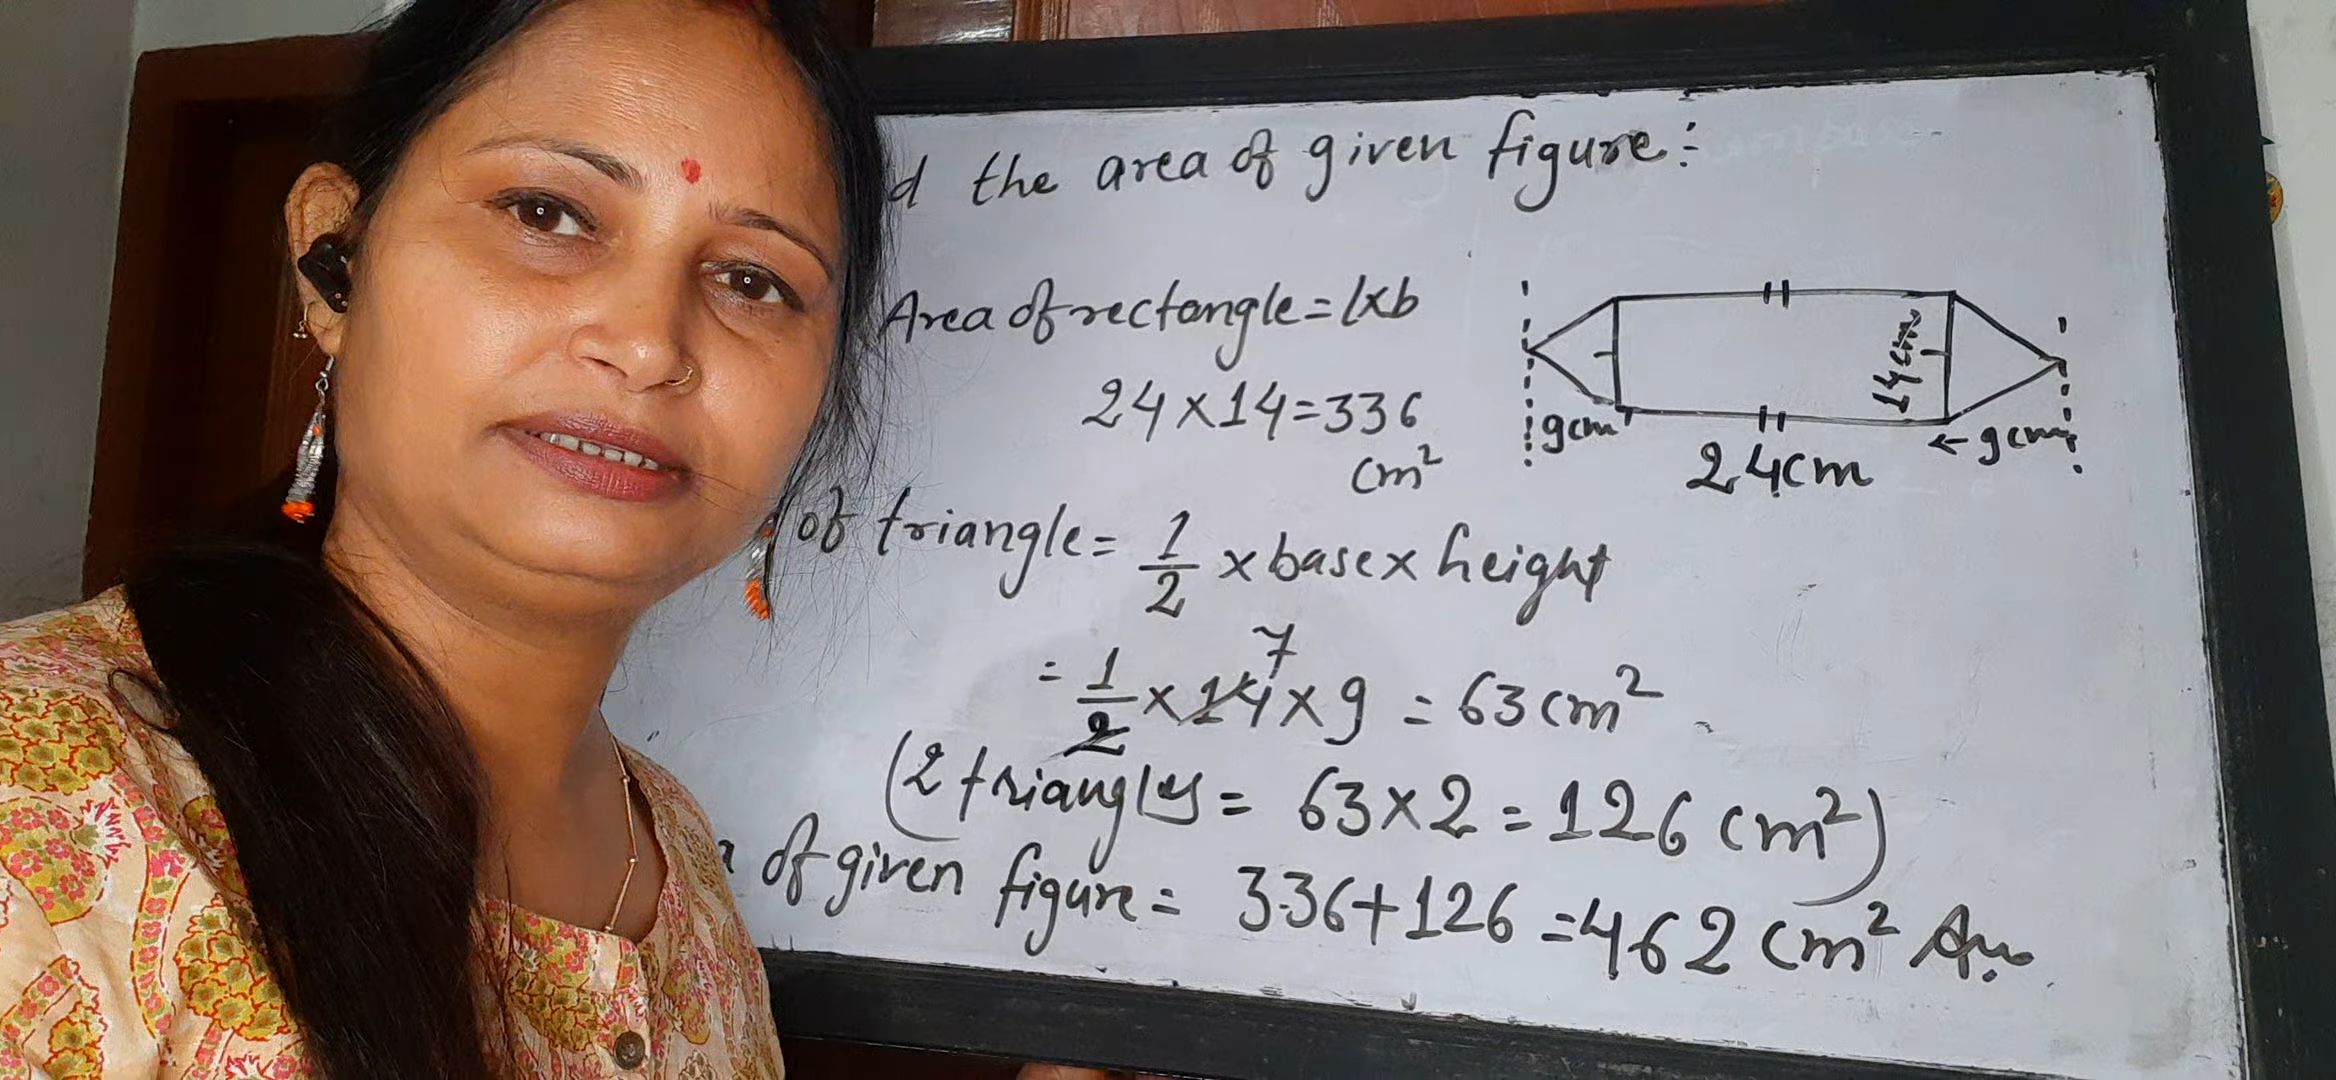 d the area of given figure:
Area of rectangle = l×b
24×14=336
cm²
14cm
9cm
←9cm
24cm
of triangle = 1/2 × base × height
7
= 1/2 × 14 × 9 = 63 cm²
(2 triangles = 63×2 = 126 cm²)
a of given figure = 336+126 = 462 cm² Ans